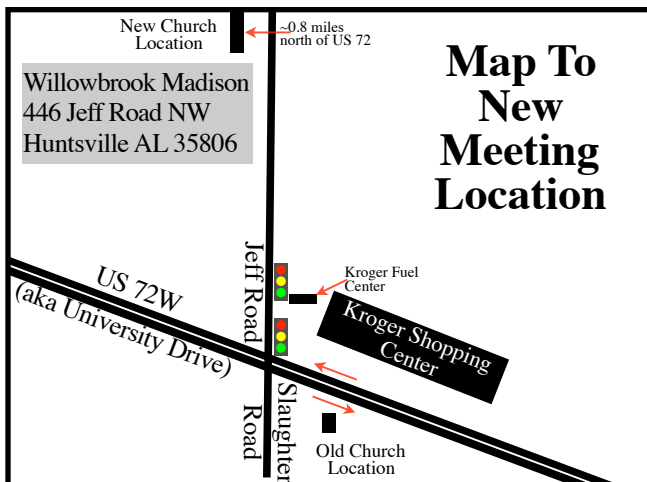 New Church
Location
~0.8 miles
north of US 72
Map To
New
Meeting
Location
Willowbrook Madison
446 Jeff Road NW
Huntsville AL 35806
Jeff Road
Kroger Fuel
Center
US 72W
(aka University Drive)
Kroger Shopping
Center
Slaughter
Road
Old Church
Location